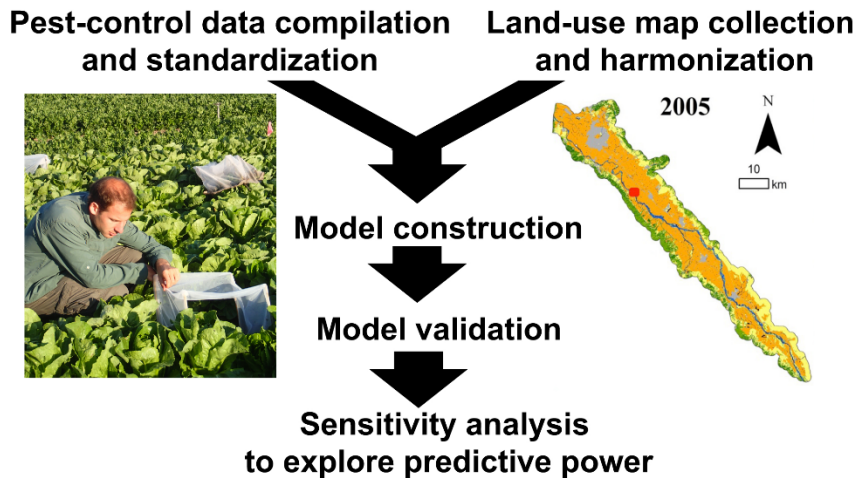 Pest-control data compilation
and standardization
Land-use map collection
and harmonization
2005
N
10
km
Model construction
Model validation
Sensitivity analysis
to explore predictive power